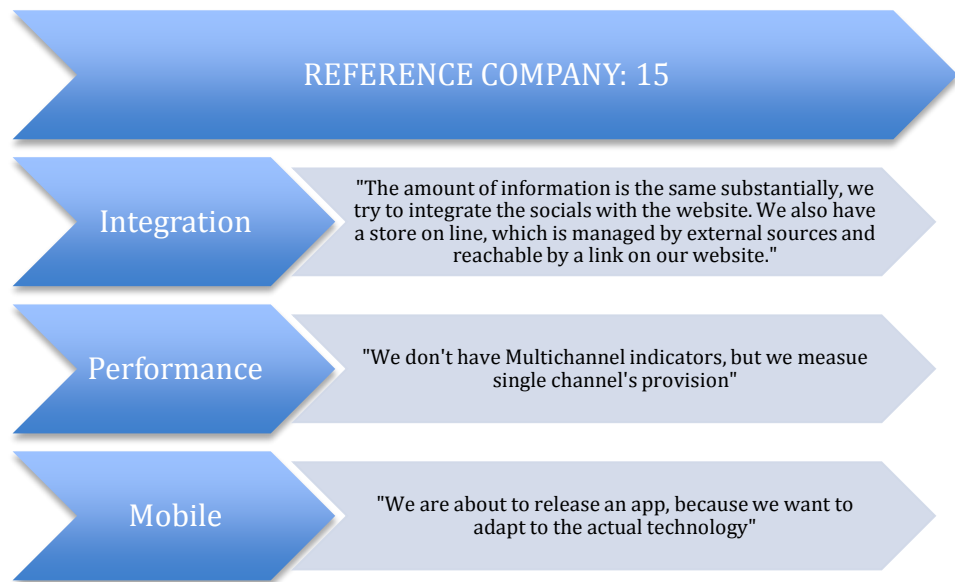 REFERENCE COMPANY: 15
Integration
"The amount of information is the same substantially, we
try to integrate the socials with the website. We also have
a store on line, which is managed by external sources and
reachable by a link on our website."
Performance
"We don't have Multichannel indicators, but we measue
single channel's provision"
Mobile
"We are about to release an app, because we want to
adapt to the actual technology"